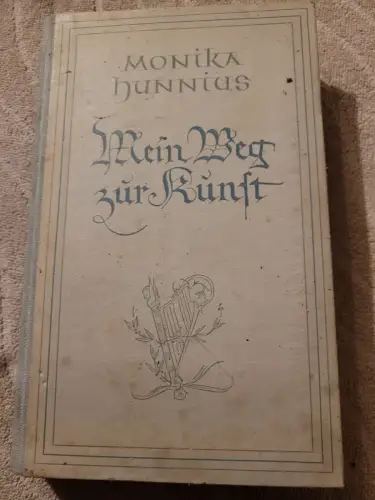 Monika
Hunnius
Mein Weg
zur Kunst